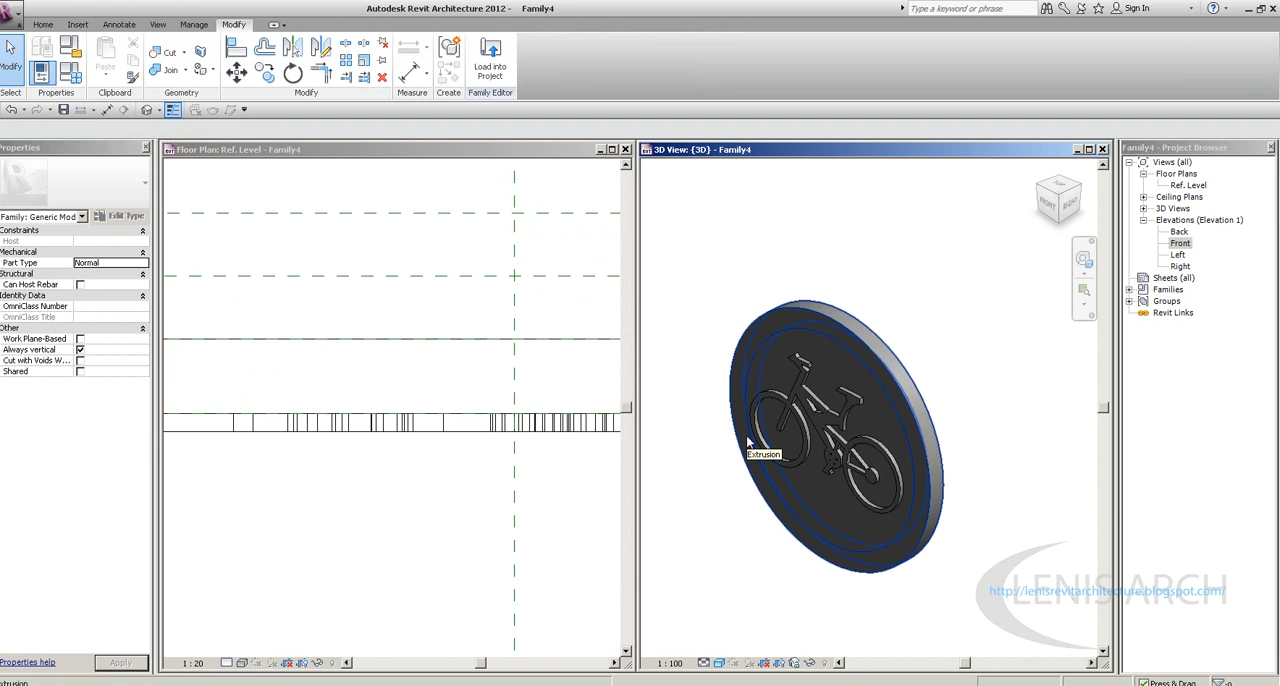 Autodesk Revit Architecture 2012 - Family4
Type a keyword or phrase
Sign In
Home Insert Annotate View Manage Modify
Modify
Paste
Cut
Join
Load into
Project
Select Properties Clipboard Geometry Modify Measure Create Family Editor
Properties
Floor Plan: Ref. Level - Family4
3D View: {3D} - Family4
Family4 - Project Browser
Family: Generic Mod
Edit Type
Constraints
Host
Mechanical
Part Type Normal
Structural
Can Host Rebar
Identity Data
OmniClass Number
OmniClass Title
Other
Work Plane-Based
Always vertical
Cut with Voids W...
Shared
Properties help
Apply
1 : 20
FRONT
RIGHT
Extrusion
1 : 100
Views (all)
Floor Plans
Ref. Level
Ceiling Plans
3D Views
Elevations (Elevation 1)
Back
Front
Left
Right
Sheets (all)
Families
Groups
Revit Links
LENIS ARCH
http://lenisrevitarchitecture.blogspot.com/
xtrusion
Press & Drag